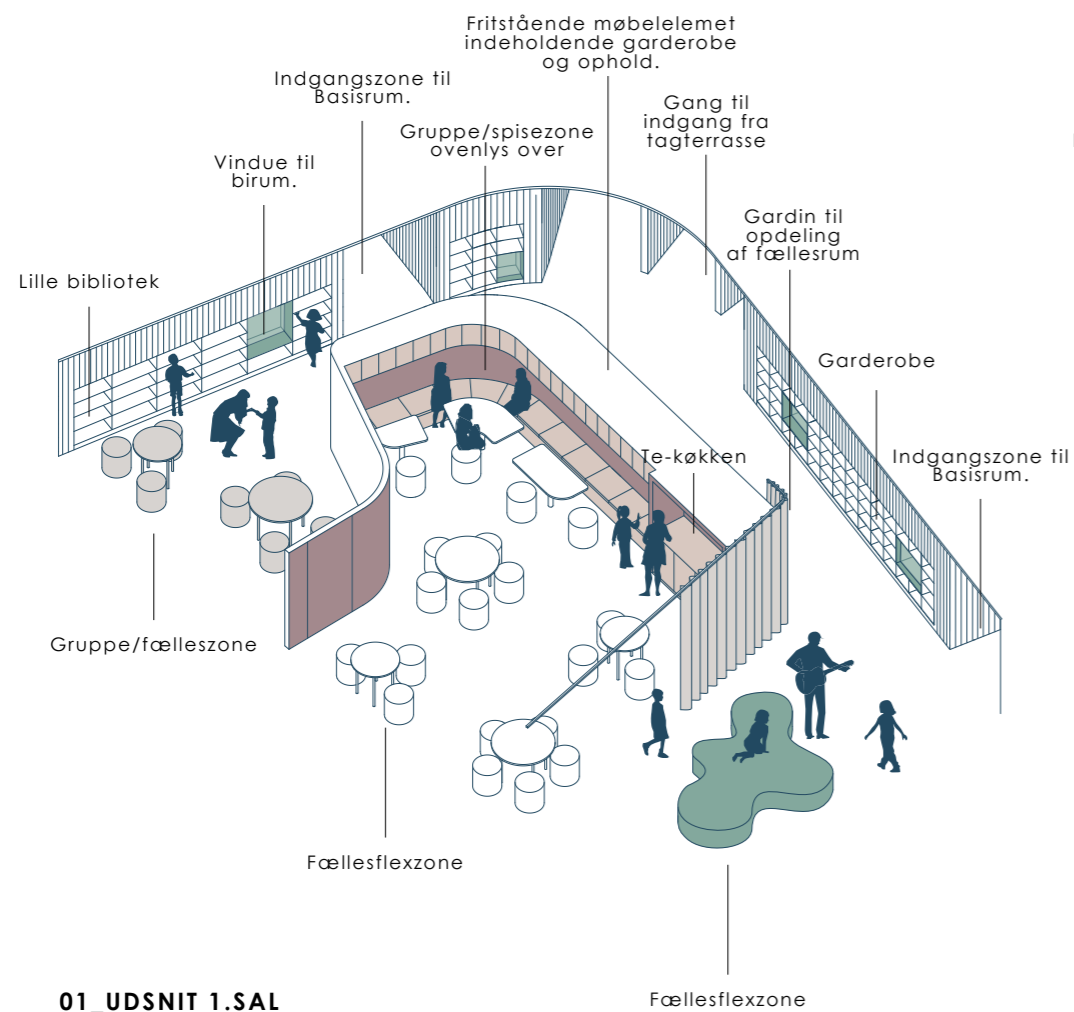 Fritstående møbelelemet
indeholdende garderobe
og ophold.
Indgangszone til
Basisrum.
Gang til
indgang fra
tagterrasse
Gruppe/spisezone
ovenlys over
Vindue til
birum.
Gardin til
opdeling
af fællesrum
Lille bibliotek
Garderobe
Te-køkken
Indgangszone til
Basisrum.
Gruppe/fælleszone
Fællesflexzone
Fællesflexzone
01_UDSNIT 1.SAL